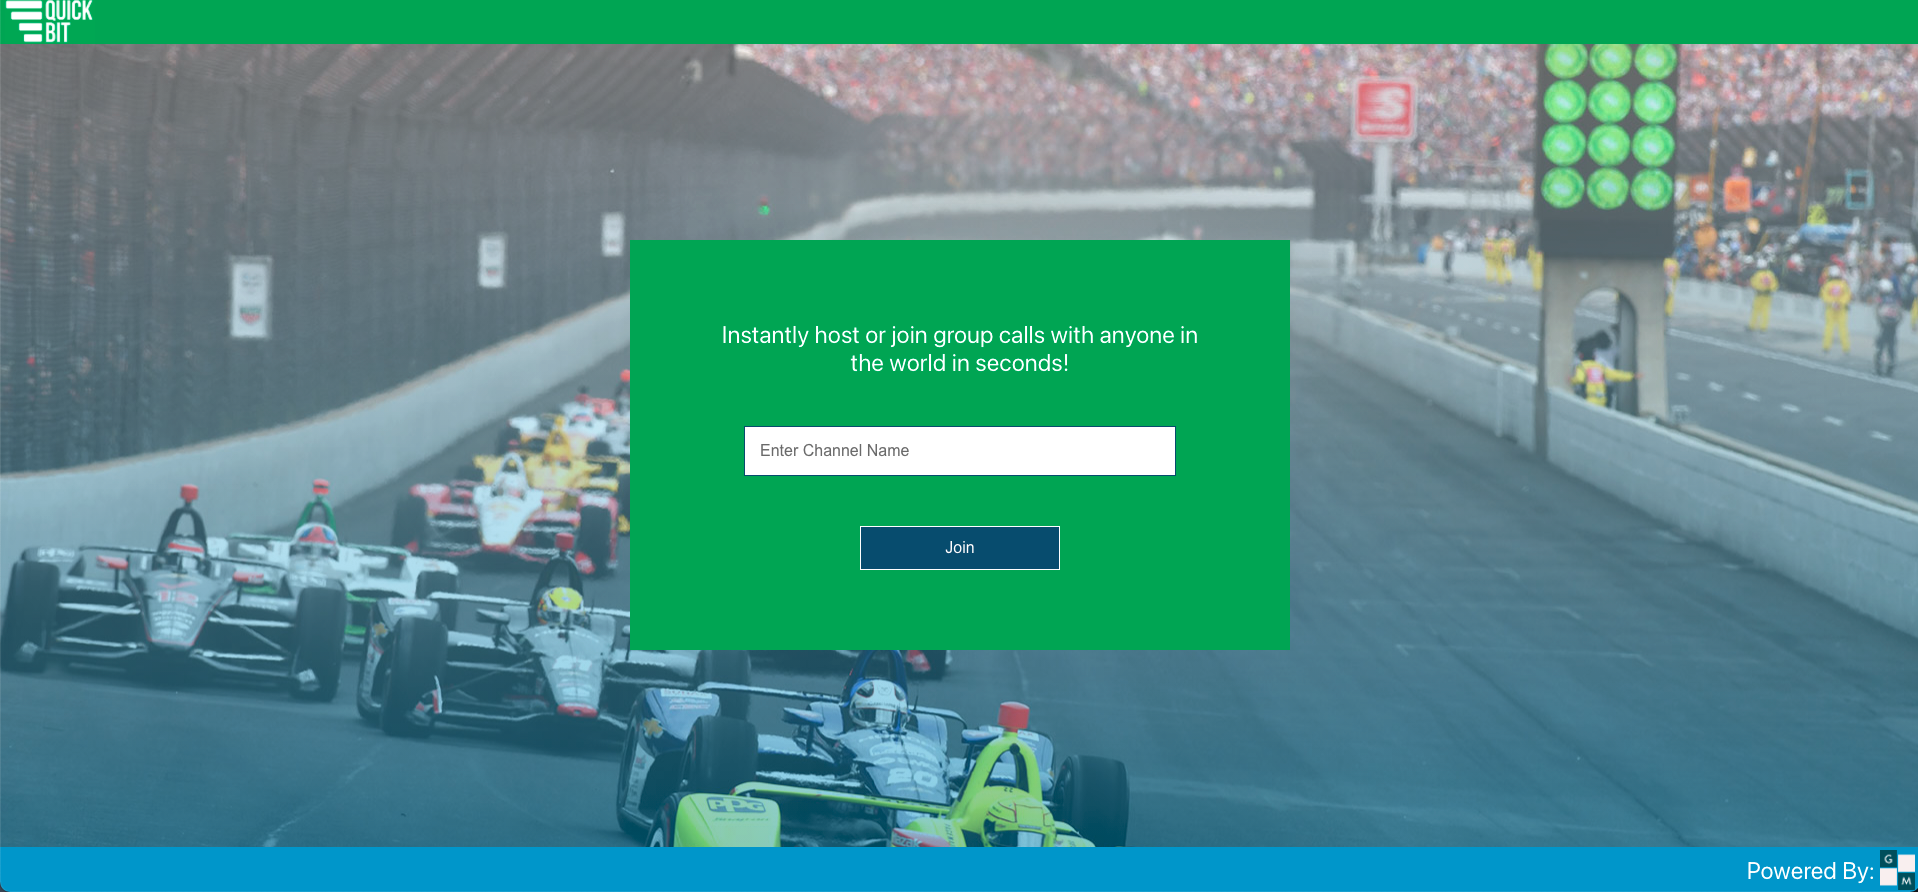 QUICK
BIT
Instantly host or join group calls with anyone in
the world in seconds!
Enter Channel Name
Join
PPG
Powered By:
G
M